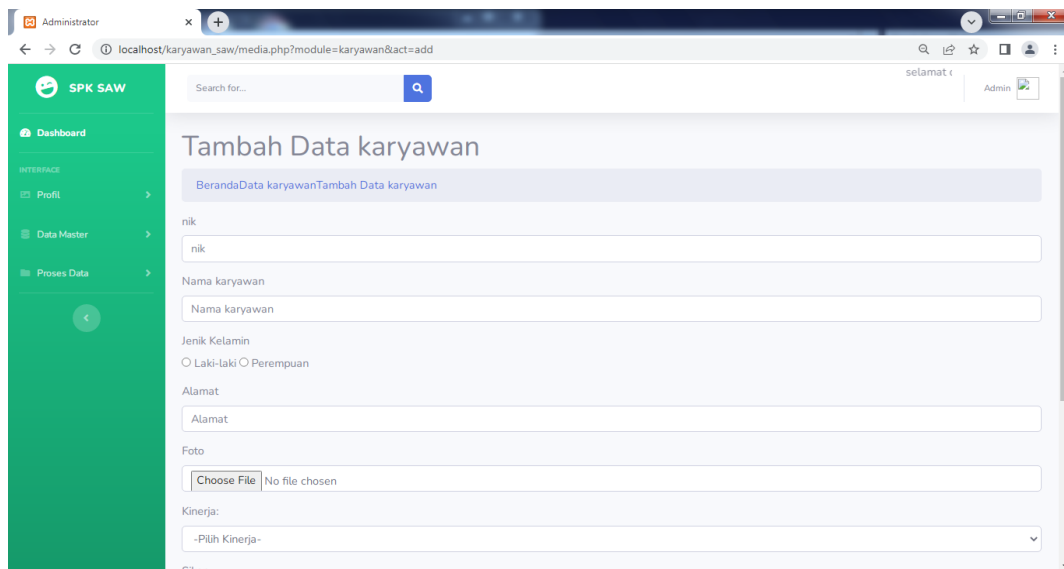 Administrator
localhost/karyawan_saw/media.php?module=karyawan&act=add
SPK SAW
Search for...
selamat
Admin
Dashboard
INTERFACE
Profil
Data Master
Proses Data
Tambah Data karyawan
BerandaData karyawanTambah Data karyawan
nik
nik
Nama karyawan
Nama karyawan
Jenik Kelamin
Laki-laki Perempuan
Alamat
Alamat
Foto
Choose File No file chosen
Kinerja:
-Pilih Kinerja-